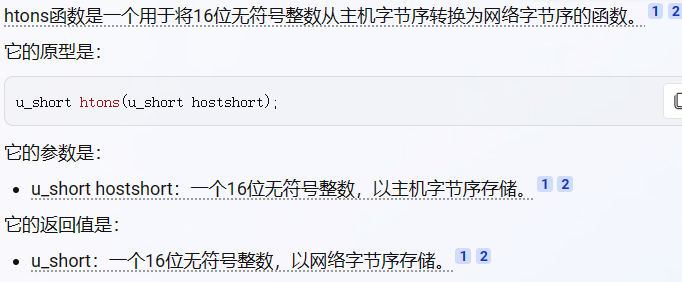 htons函数是一个用于将16位无符号整数从主机字节序转换为网络字节序的函数。 1 2
它的原型是：
u_short htons(u_short hostshort);
它的参数是：
• u_short hostshort：一个16位无符号整数，以主机字节序存储。 1 2
它的返回值是：
• u_short：一个16位无符号整数，以网络字节序存储。 1 2